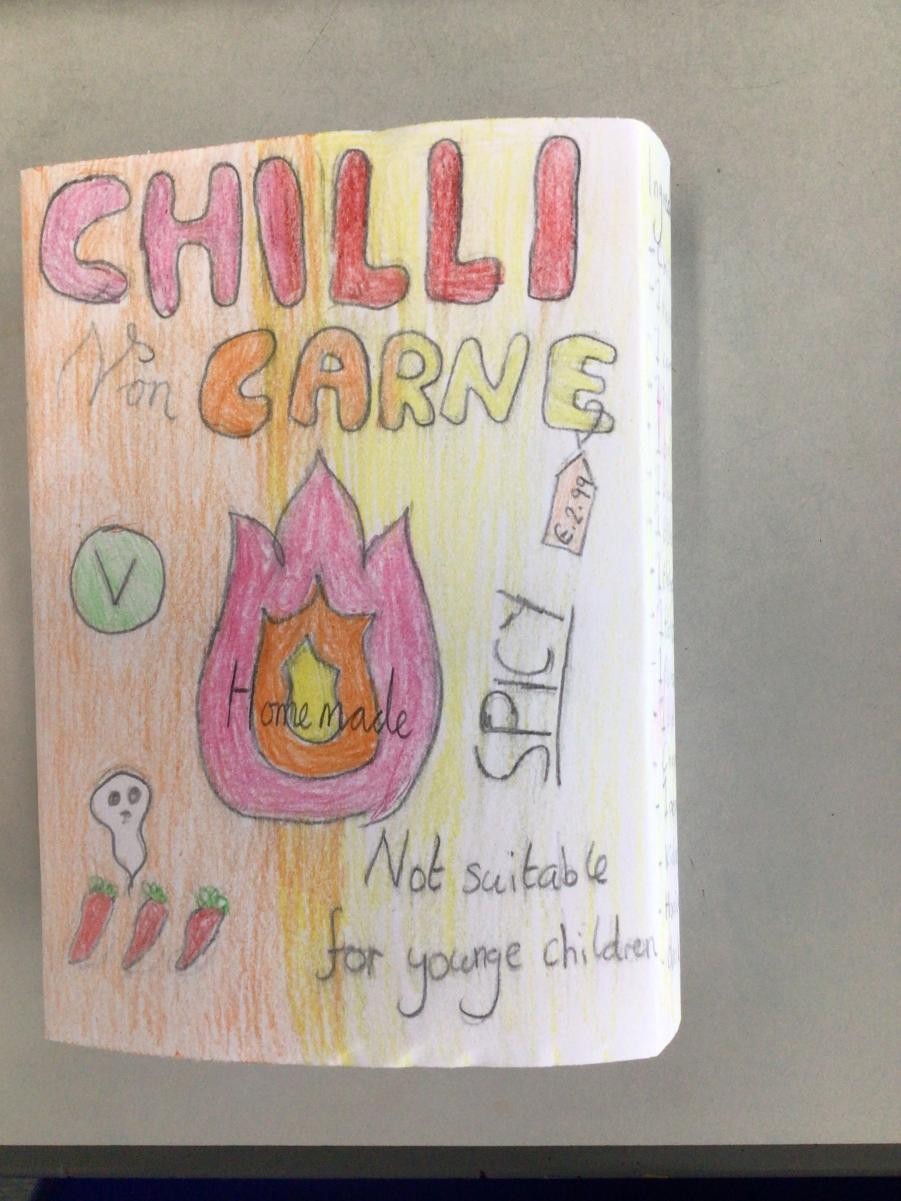 CHILLI
Non CARNE
€.2.99
V
SPICY
Homemade
Not suitable
for younge children